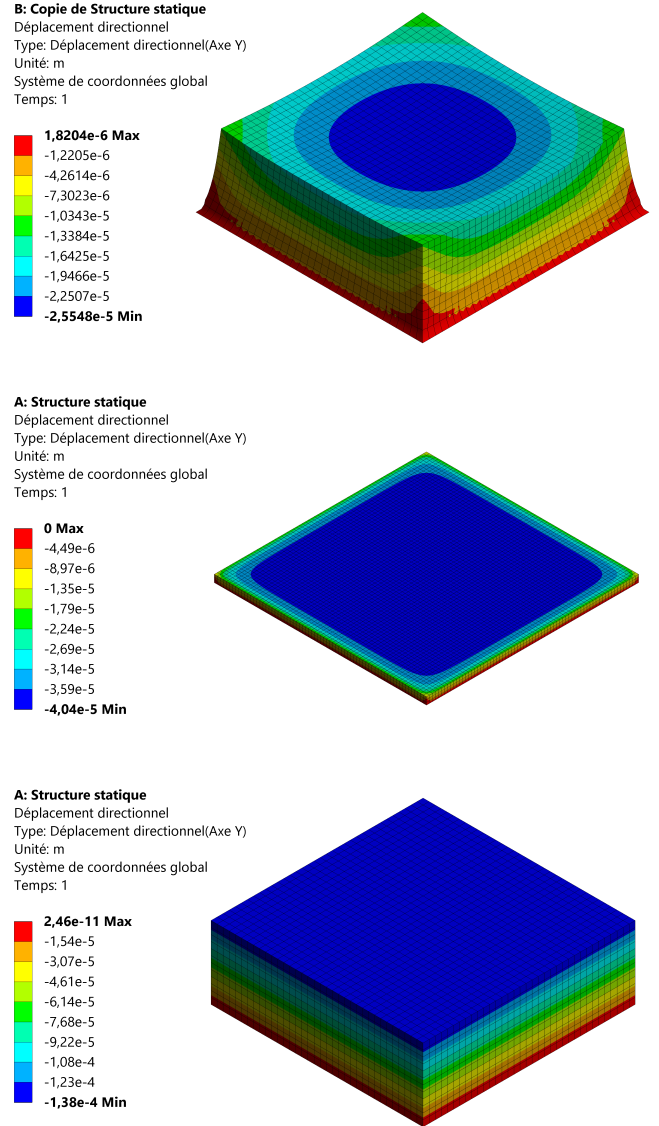 B: Copie de Structure statique
Déplacement directionnel
Type: Déplacement directionnel(Axe Y)
Unité: m
Système de coordonnées global
Temps: 1
1,8204e-6 Max
-1,2205e-6
-4,2614e-6
-7,3023e-6
-1,0343e-5
-1,3384e-5
-1,6425e-5
-1,9466e-5
-2,2507e-5
-2,5548e-5 Min
A: Structure statique
Déplacement directionnel
Type: Déplacement directionnel(Axe Y)
Unité: m
Système de coordonnées global
Temps: 1
0 Max
-4,49e-6
-8,97e-6
-1,35e-5
-1,79e-5
-2,24e-5
-2,69e-5
-3,14e-5
-3,59e-5
-4,04e-5 Min
A: Structure statique
Déplacement directionnel
Type: Déplacement directionnel(Axe Y)
Unité: m
Système de coordonnées global
Temps: 1
2,46e-11 Max
-1,54e-5
-3,07e-5
-4,61e-5
-6,14e-5
-7,68e-5
-9,22e-5
-1,08e-4
-1,23e-4
-1,38e-4 Min